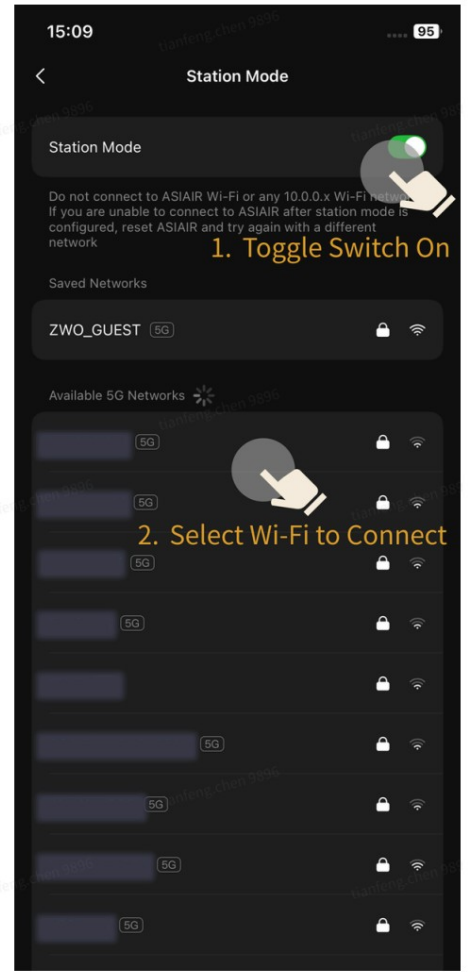 15:09
95
Station Mode
Station Mode
Do not connect to ASIAIR Wi-Fi or any 10.0.0.x Wi-Fi
If you are unable to connect to ASIAIR after station mode is
configured, reset ASIAIR and try again with a different
network
1. Toggle Switch On
Saved Networks
ZWO_GUEST 5G
Available 5G Networks
5G
5G
2. Select Wi-Fi to Connect
5G
5G
5G
5G
5G
5G
tianfeng.chen 9896